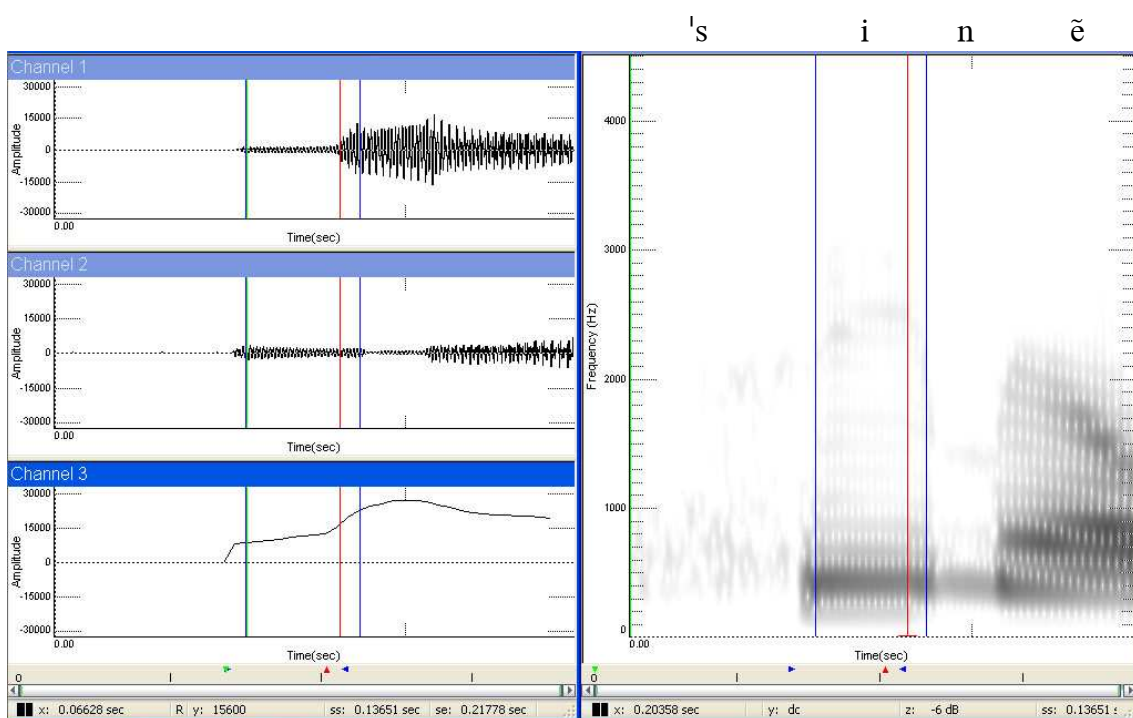 ˈs i n ẽ
Channel 1
30000
15000
0
-15000
-30000
Amplitude
0.00
Time(sec)
Channel 2
30000
15000
0
-15000
-30000
Amplitude
0.00
Time(sec)
Channel 3
30000
15000
0
-15000
-30000
Amplitude
0.00
Time(sec)
0
x: 0.06628 sec R y: 15600 ss: 0.13651 sec se: 0.21778 sec
4000
3000
2000
1000
0
Frequency (Hz)
0.00
Time(sec)
0
x: 0.20358 sec y: dc z: -6 dB ss: 0.13651